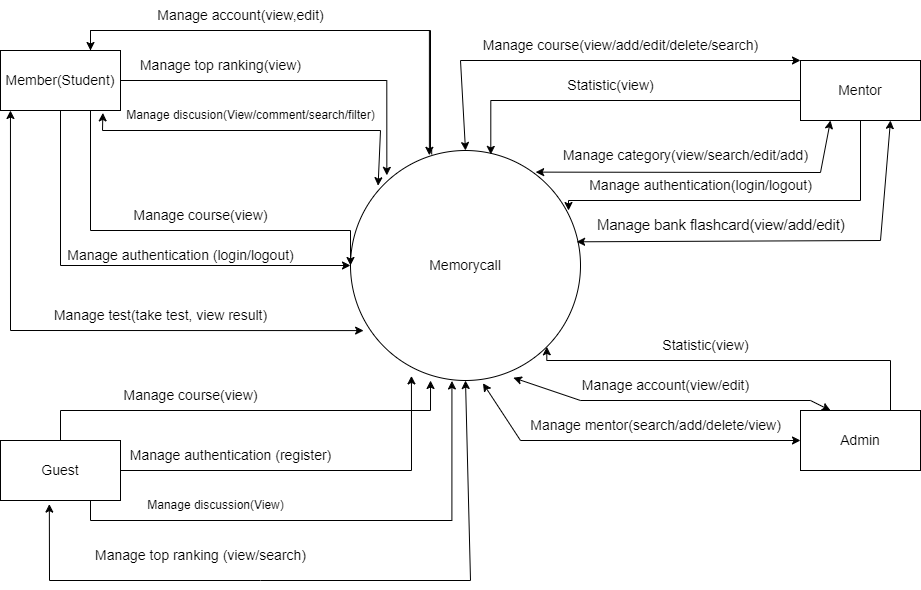 Manage account(view,edit)
Manage course(view/add/edit/delete/search)
Member(Student)
Manage top ranking(view)
Statistic(view)
Mentor
Manage discusion(View/comment/search/filter)
Manage category(view/search/edit/add)
Manage authentication(login/logout)
Manage course(view)
Manage bank flashcard(view/add/edit)
Manage authentication (login/logout)
Memorycall
Manage test(take test, view result)
Statistic(view)
Manage account(view/edit)
Manage course(view)
Manage mentor(search/add/delete/view)
Admin
Manage authentication (register)
Guest
Manage discussion(View)
Manage top ranking (view/search)